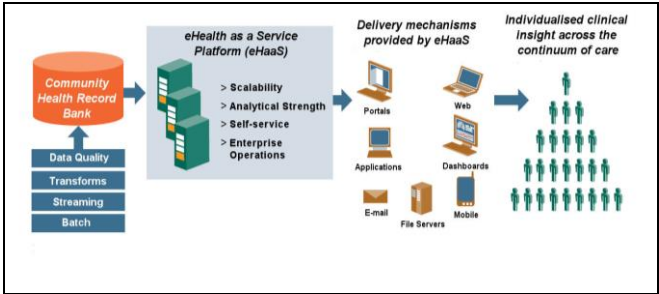 Community
Health Record
Bank
Data Quality
Transforms
Streaming
Batch
eHealth as a Service
Platform (eHaaS)
> Scalability
> Analytical Strength
> Self-service
> Enterprise
Operations
Delivery mechanisms
provided by eHaaS
Portals
Web
Applications
Dashboards
E-mail
File Servers
Mobile
Individualised clinical
insight across the
continuum of care